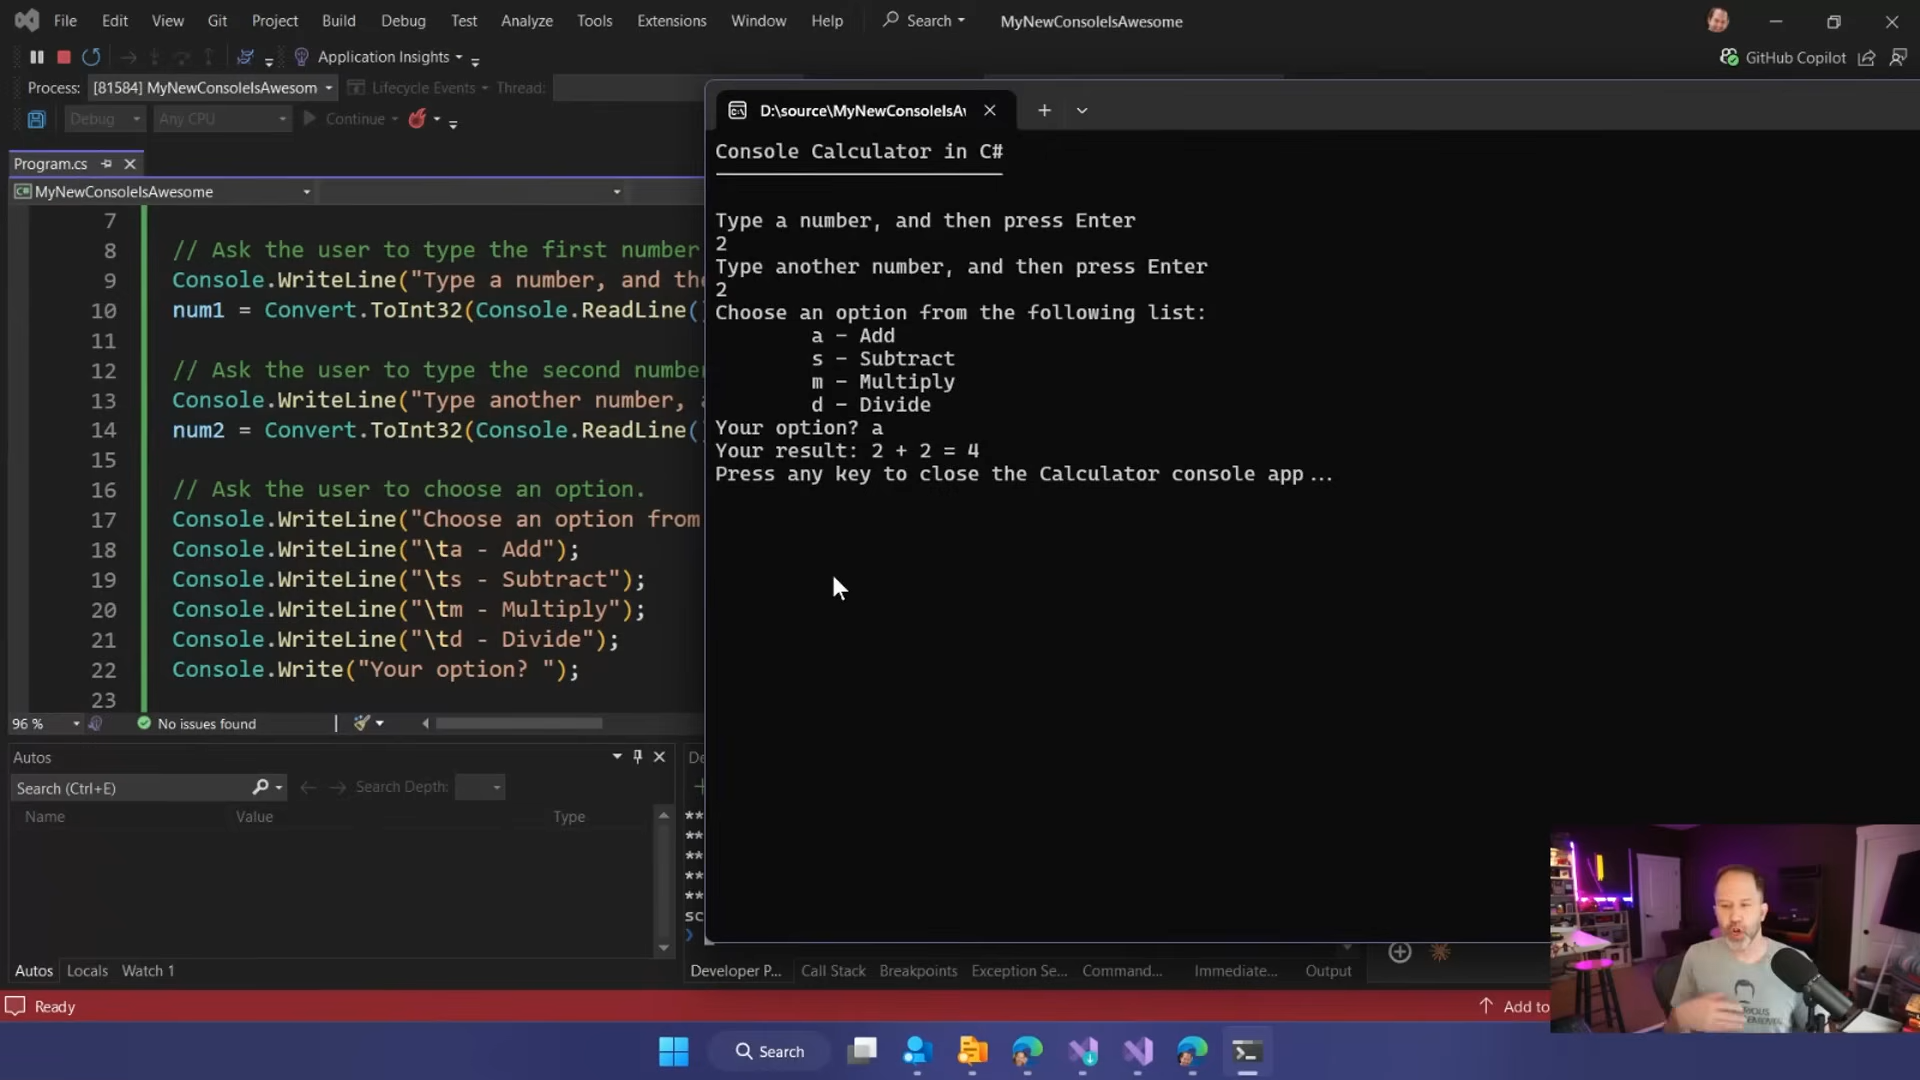 File Edit View Git Project Build Debug Test Analyze Tools Extensions Window Help Search MyNewConsoleIsAwesome
Application Insights
GitHub Copilot
Process: [81584] MyNewConsoleIsAwesom Lifecycle Events Thread:
Debug Any CPU Continue
Program.cs
MyNewConsoleIsAwesome
7
8 // Ask the user to type the first number
9 Console.WriteLine("Type a number, and the
10 num1 = Convert.ToInt32(Console.ReadLine()
11
12 // Ask the user to type the second number
13 Console.WriteLine("Type another number, a
14 num2 = Convert.ToInt32(Console.ReadLine()
15
16 // Ask the user to choose an option.
17 Console.WriteLine("Choose an option from
18 Console.WriteLine("\ta - Add");
19 Console.WriteLine("\ts - Subtract");
20 Console.WriteLine("\tm - Multiply");
21 Console.WriteLine("\td - Divide");
22 Console.Write("Your option? ");
23
96 % No issues found
D:\source\MyNewConsoleIsA
Console Calculator in C#
Type a number, and then press Enter
2
Type another number, and then press Enter
2
Choose an option from the following list:
a - Add
s - Subtract
m - Multiply
d - Divide
Your option? a
Your result: 2 + 2 = 4
Press any key to close the Calculator console app...
Autos
Search (Ctrl+E) Search Depth:
Name Value Type
De
**
**
**
**
**
sc
Autos Locals Watch 1
Developer P... Call Stack Breakpoints Exception Se... Command... Immediate... Output
Ready
Add to
Search